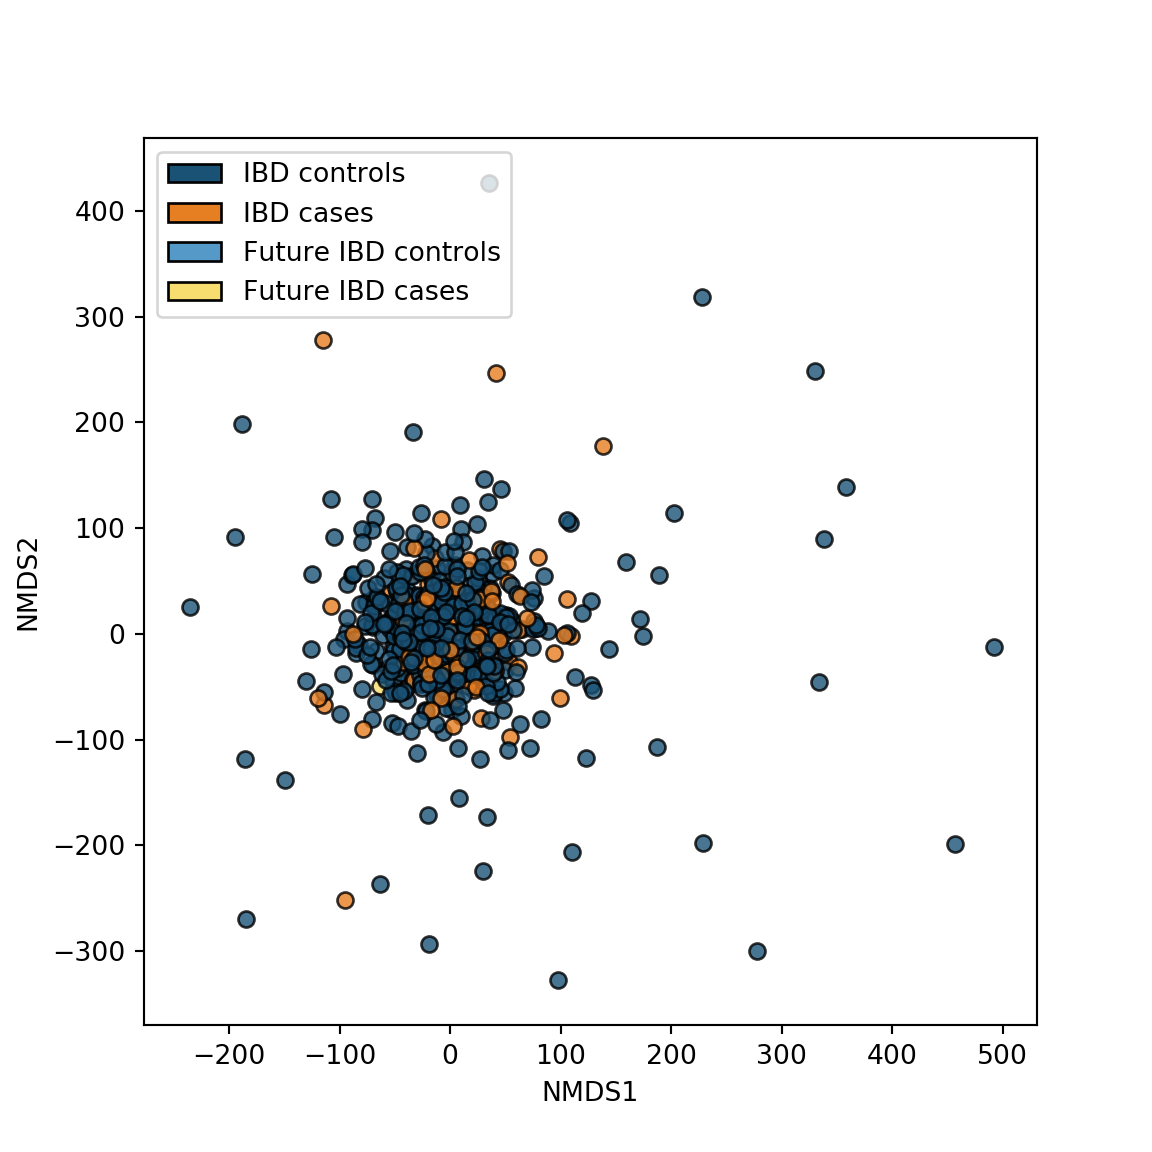 IBD controls
IBD cases
Future IBD controls
Future IBD cases
400
300
200
100
0
−100
−200
−300
NMDS2
−200 −100 0 100 200 300 400 500
NMDS1